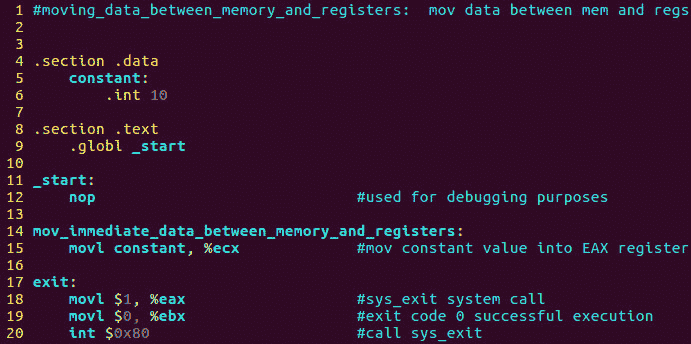 1 #moving_data_between_memory_and_registers:  mov data between mem and regs
2
3
4 .section .data
5     constant:
6         .int 10
7
8 .section .text
9     .globl _start
10
11 _start:
12     nop                             #used for debugging purposes
13
14 mov_immediate_data_between_memory_and_registers:
15     movl constant, %ecx             #mov constant value into EAX register
16
17 exit:
18     movl $1, %eax                   #sys_exit system call
19     movl $0, %ebx                   #exit code 0 successful execution
20     int $0x80                       #call sys_exit